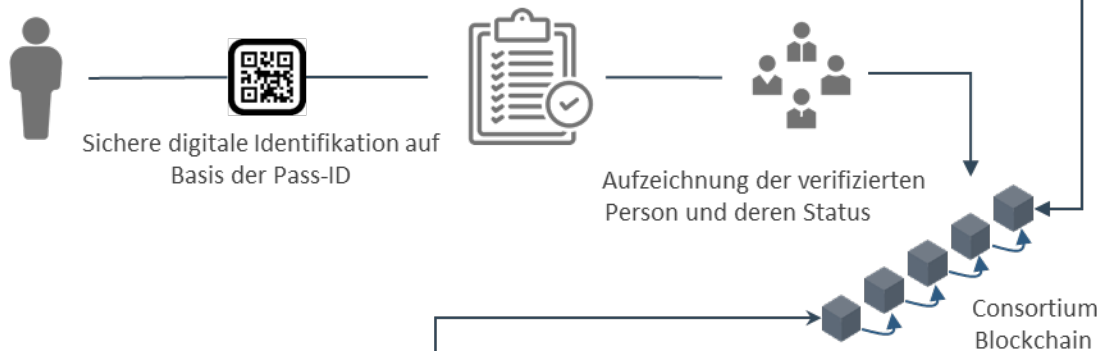 Sichere digitale Identifikation auf
Basis der Pass-ID
Aufzeichnung der verifizierten
Person und deren Status
Consortium
Blockchain